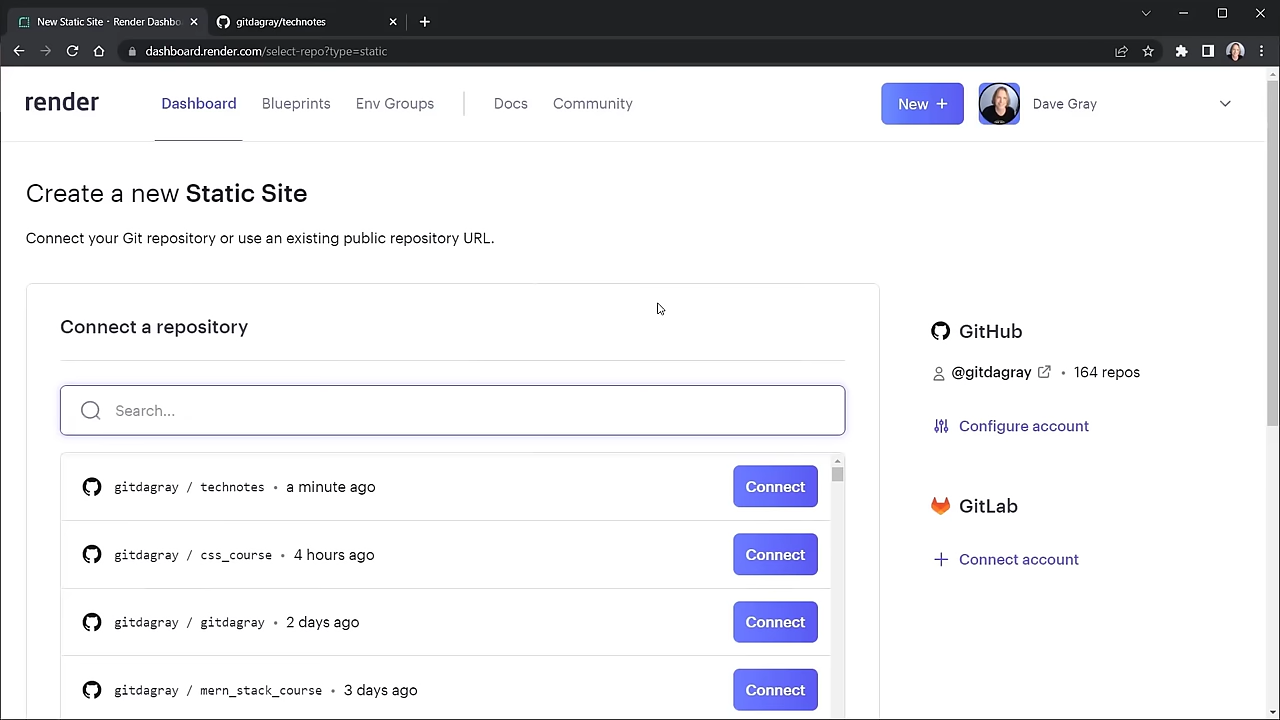 New Static Site · Render Dashbo
gitdagray/technotes
dashboard.render.com/select-repo?type=static
render
Dashboard
Blueprints
Env Groups
Docs
Community
New +
Dave Gray
Create a new Static Site
Connect your Git repository or use an existing public repository URL.
Connect a repository
Search...
gitdagray / technotes • a minute ago
Connect
gitdagray / css_course • 4 hours ago
Connect
gitdagray / gitdagray • 2 days ago
Connect
gitdagray / mern_stack_course • 3 days ago
Connect
GitHub
@gitdagray • 164 repos
Configure account
GitLab
Connect account